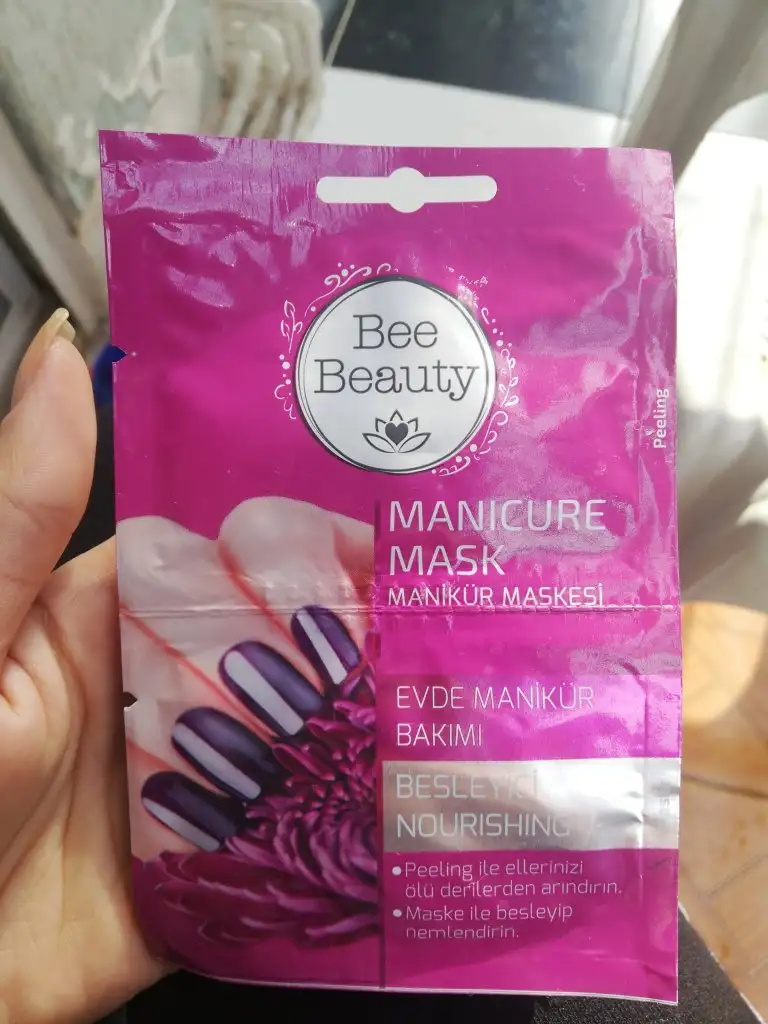 Bee
Beauty
Peeling
MANICURE
MASK
MANİKÜR MASKESİ
EVDE MANİKÜR
BAKIMI
BESLEYİCİ
NOURISHING
• Peeling ile ellerinizi
ölü derilerden arındırın.
• Maske ile besleyip
nemlendirin.